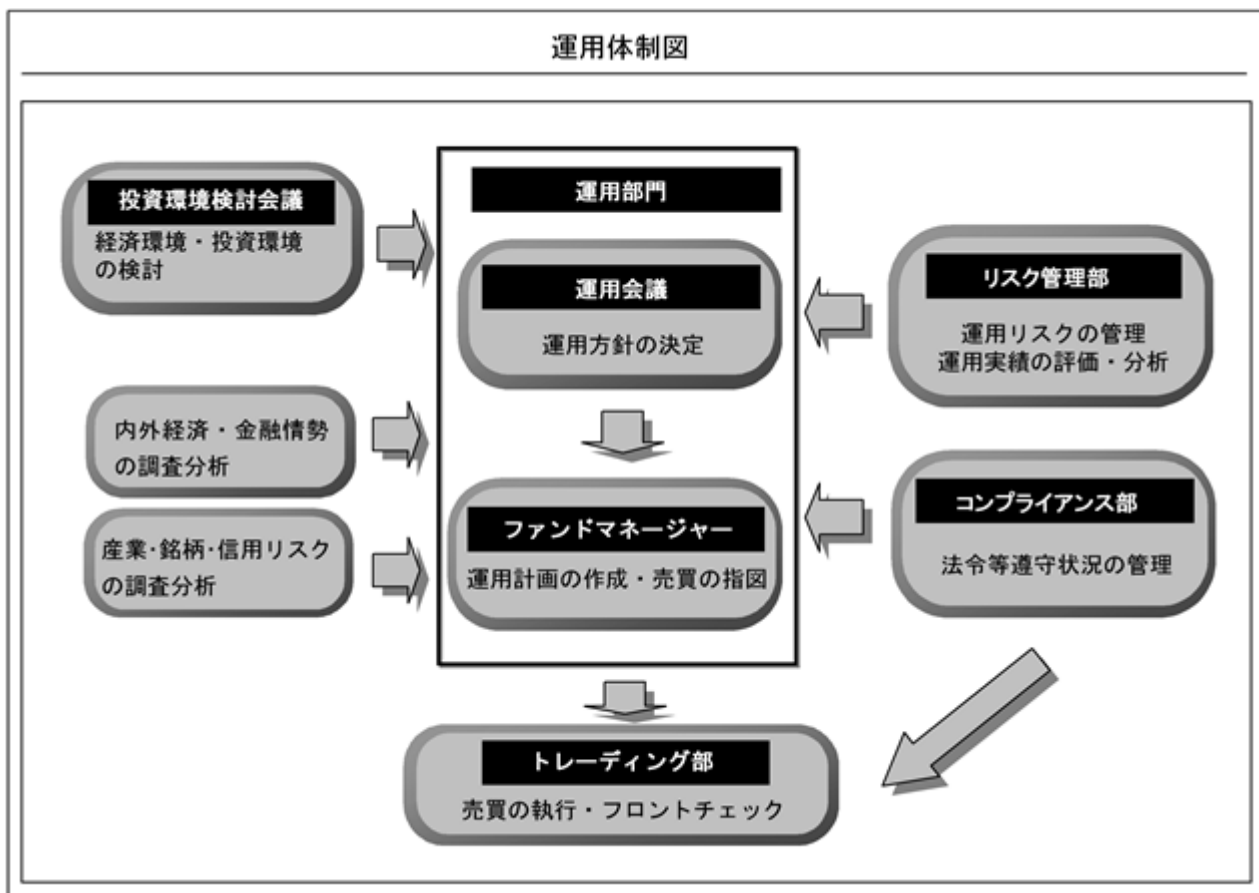 運用体制図
投資環境検討会議
経済環境・投資環境
の検討
内外経済・金融情勢
の調査分析
産業・銘柄・信用リスク
の調査分析
運用部門
運用会議
運用方針の決定
ファンドマネージャー
運用計画の作成・売買の指図
リスク管理部
運用リスクの管理
運用実績の評価・分析
コンプライアンス部
法令等遵守状況の管理
トレーディング部
売買の執行・フロントチェック